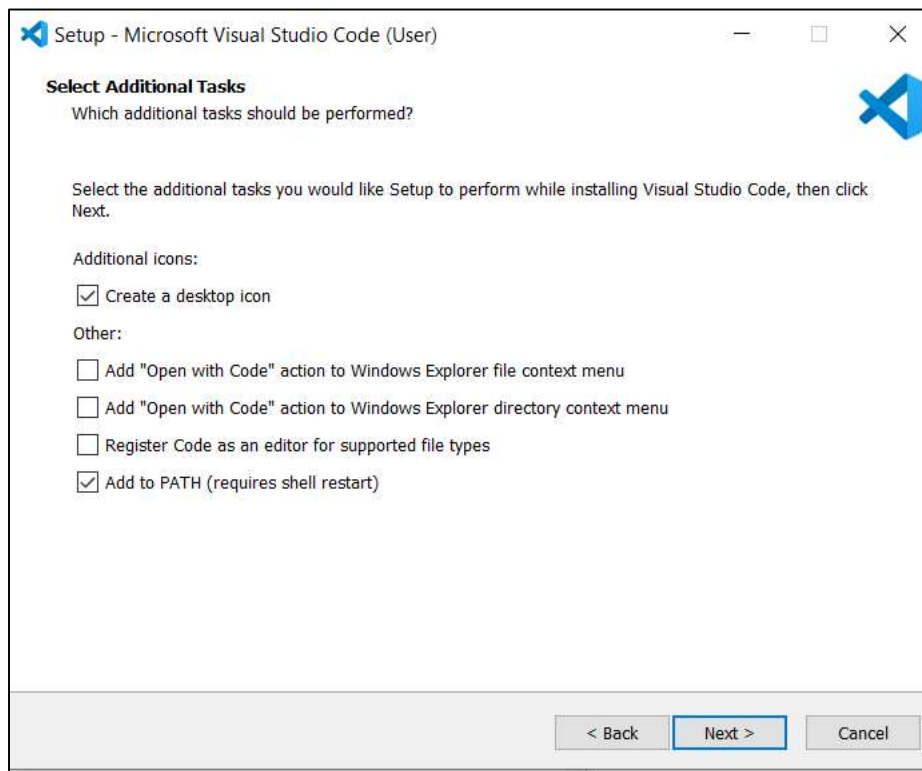 Setup - Microsoft Visual Studio Code (User)
Select Additional Tasks
Which additional tasks should be performed?
Select the additional tasks you would like Setup to perform while installing Visual Studio Code, then click
Next.
Additional icons:
Create a desktop icon
Other:
Add "Open with Code" action to Windows Explorer file context menu
Add "Open with Code" action to Windows Explorer directory context menu
Register Code as an editor for supported file types
Add to PATH (requires shell restart)
< Back Next > Cancel